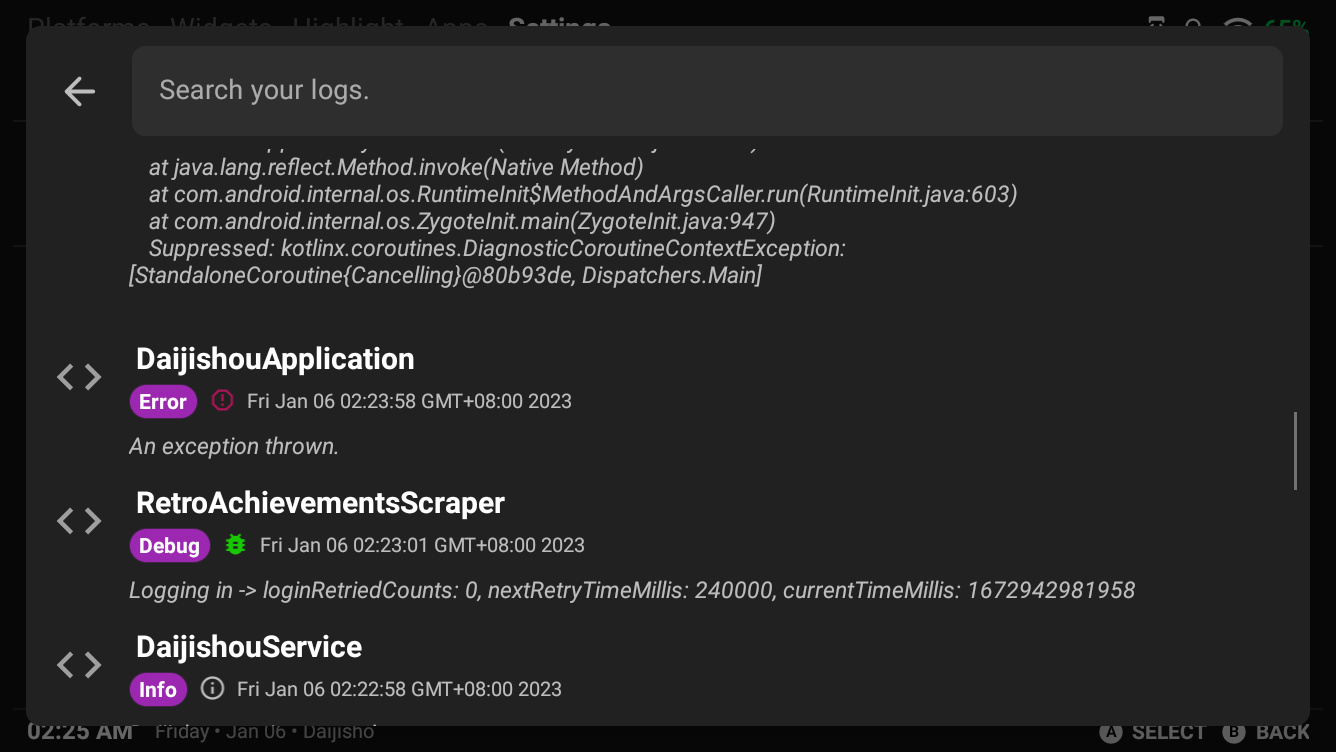 Platforms Widgets Highlight Apps Settings
65%
Search your logs.
at java.lang.reflect.Method.invoke(Native Method)
at com.android.internal.os.RuntimeInit$MethodAndArgsCaller.run(RuntimeInit.java:603)
at com.android.internal.os.ZygoteInit.main(ZygoteInit.java:947)
Suppressed: kotlinx.coroutines.DiagnosticCoroutineContextException:
[StandaloneCoroutine{Cancelling}@80b93de, Dispatchers.Main]
DaijishouApplication
Error Fri Jan 06 02:23:58 GMT+08:00 2023
An exception thrown.
RetroAchievementsScraper
Debug Fri Jan 06 02:23:01 GMT+08:00 2023
Logging in -> loginRetriedCounts: 0, nextRetryTimeMillis: 240000, currentTimeMillis: 1672942981958
DaijishouService
Info Fri Jan 06 02:22:58 GMT+08:00 2023
02:25 AM Friday • Jan 06 • Daijisho
A SELECT B BACK